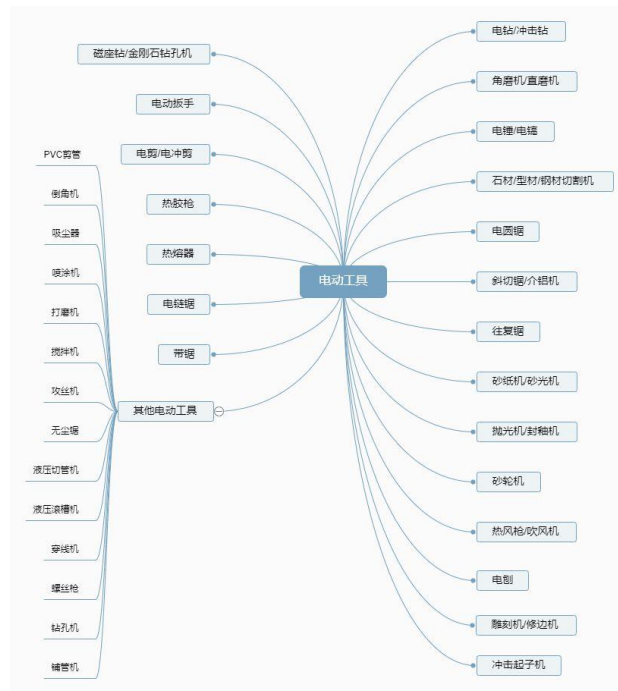 电动工具
电钻/冲击钻
角磨机/直磨机
电锤/电镐
石材/型材/钢材切割机
电圆锯
斜切锯/介铝机
往复锯
砂纸机/砂光机
抛光机/封釉机
砂轮机
热风枪/吹风机
电刨
雕刻机/修边机
冲击起子机
磁座钻/金刚石钻孔机
电动扳手
电剪/电冲剪
热胶枪
热熔器
电链锯
带锯
其他电动工具
PVC剪管
倒角机
吸尘器
喷涂机
打磨机
搅拌机
攻丝机
无尘锯
液压切管机
液压滚槽机
穿线机
螺丝枪
钻孔机
铺管机